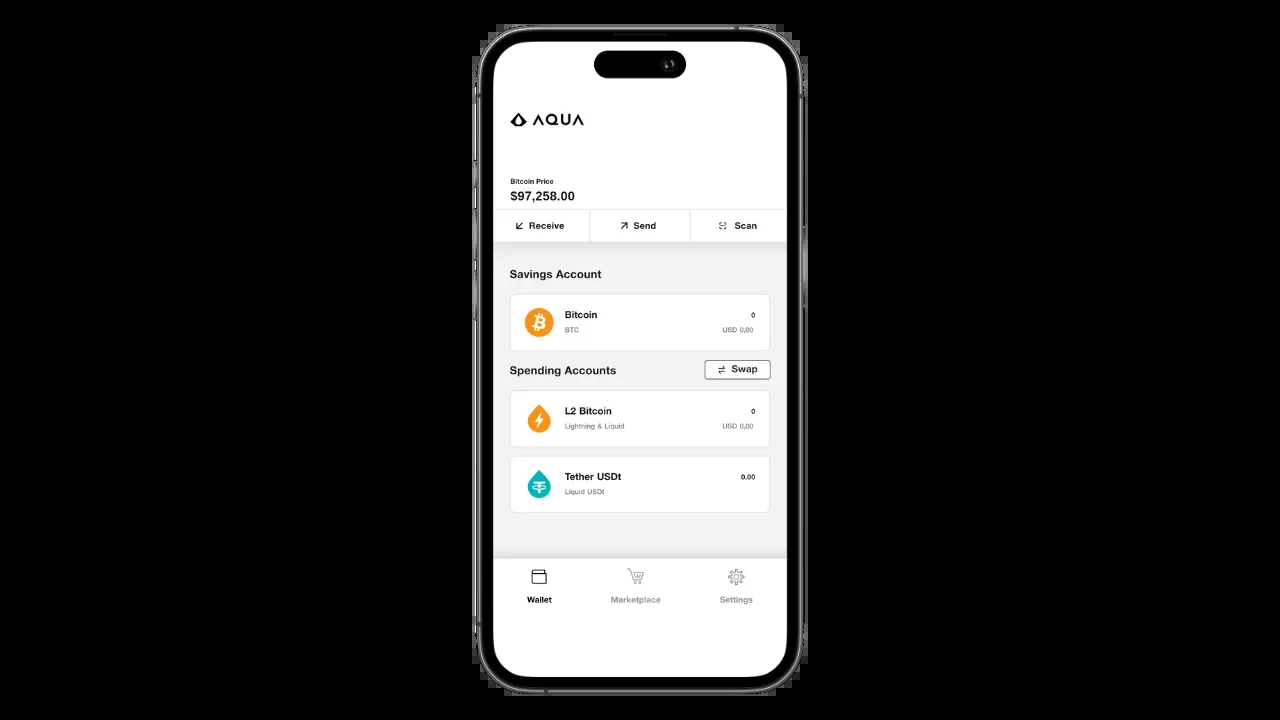 AQUA
Bitcoin Price
$97,258.00
Receive
Send
Scan
Savings Account
Bitcoin
0
BTC
USD 0,00
Spending Accounts
Swap
L2 Bitcoin
0
Lightning & Liquid
USD 0,00
Tether USDt
0.00
Liquid USDt
Wallet
Marketplace
Settings